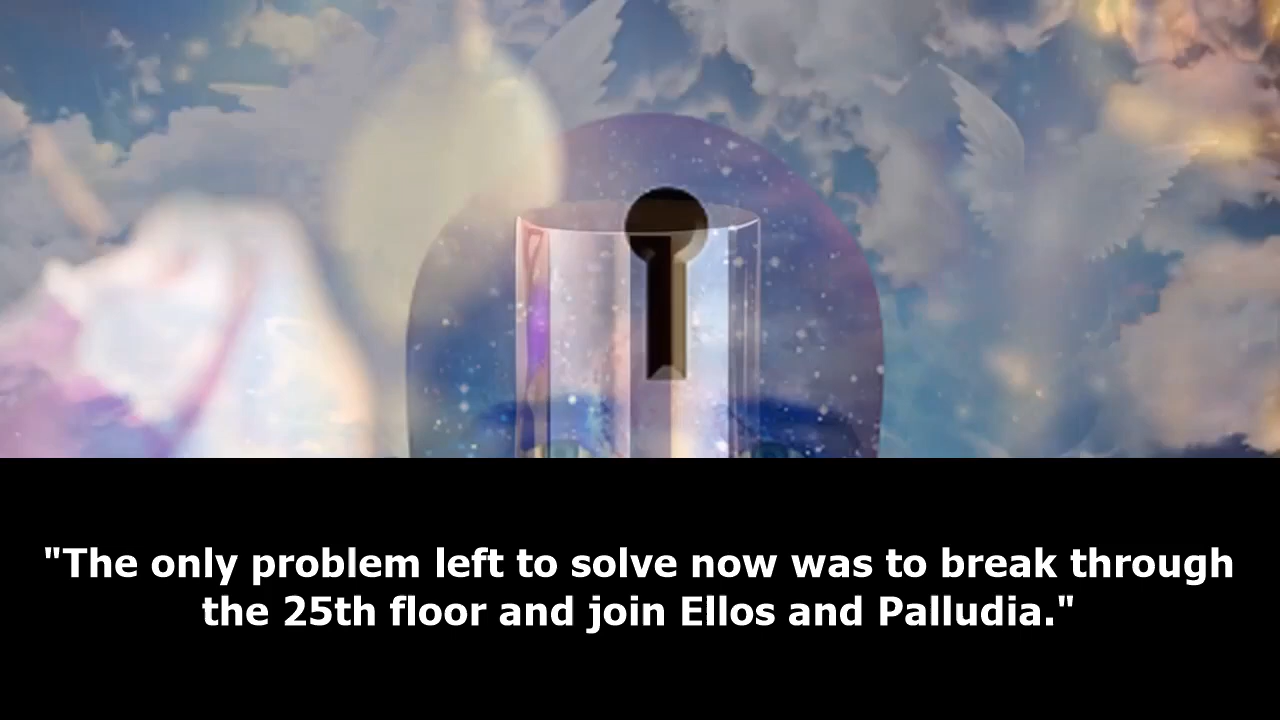 "The only problem left to solve now was to break through
the 25th floor and join Ellos and Palludia."